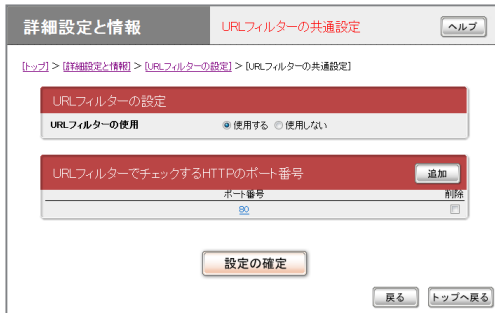 詳細設定と情報
URLフィルターの共通設定
ヘルプ
[トップ] > [詳細設定と情報] > [URLフィルターの設定] > [URLフィルターの共通設定]
URLフィルターの設定
URLフィルターの使用
使用する 使用しない
URLフィルターでチェックするHTTPのポート番号
追加
ポート番号 削除
80
設定の確定
戻る トップへ戻る